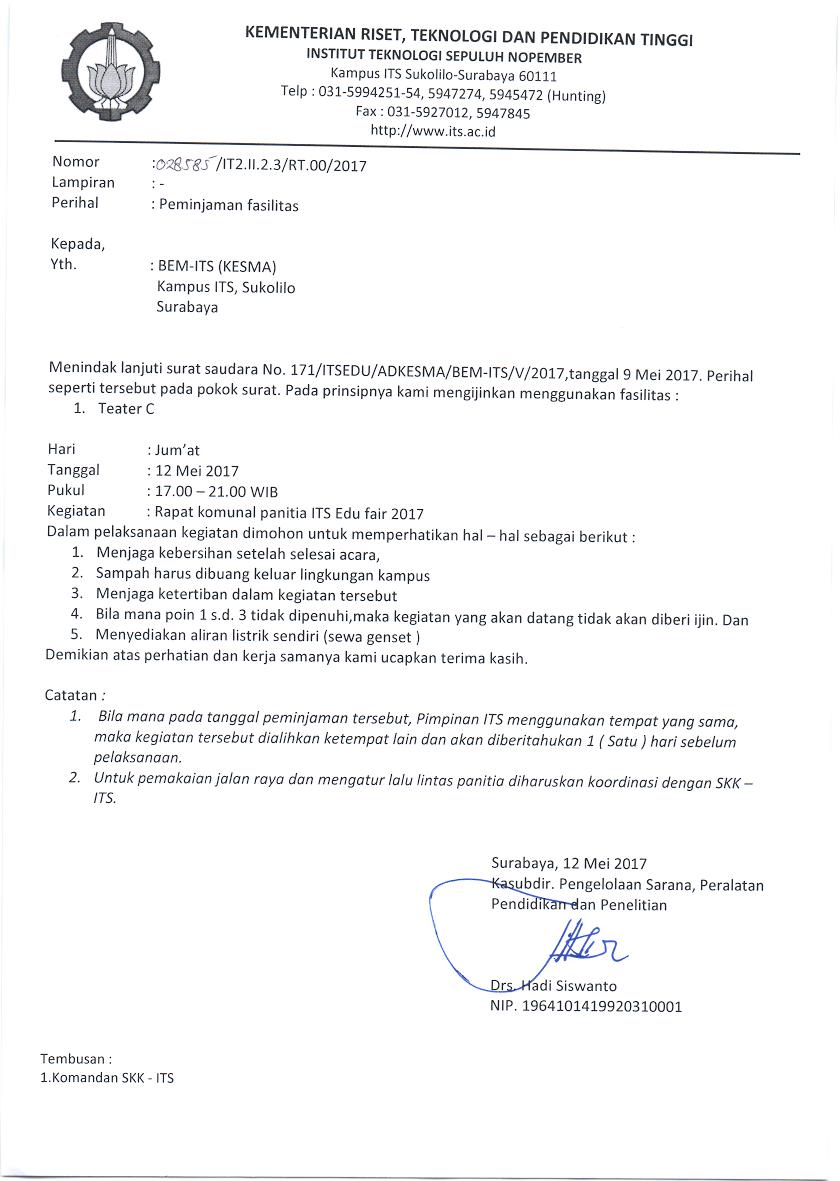 KEMENTERIAN RISET, TEKNOLOGI DAN PENDIDIKAN TINGGI
INSTITUT TEKNOLOGI SEPULUH NOPEMBER
Kampus ITS Sukolilo-Surabaya 60111
Telp : 031-5994251-54, 5947274, 5945472 (Hunting)
Fax : 031-5927012, 5947845
http://www.its.ac.id
Nomor :028585/IT2.II.2.3/RT.00/2017
Lampiran : -
Perihal : Peminjaman fasilitas
Kepada,
Yth. : BEM-ITS (KESMA)
Kampus ITS, Sukolilo
Surabaya
Menindak lanjuti surat saudara No. 171/ITSEDU/ADKESMA/BEM-ITS/V/2017,tanggal 9 Mei 2017. Perihal
seperti tersebut pada pokok surat. Pada prinsipnya kami mengijinkan menggunakan fasilitas :
1. Teater C
Hari : Jum’at
Tanggal : 12 Mei 2017
Pukul : 17.00 – 21.00 WIB
Kegiatan : Rapat komunal panitia ITS Edu fair 2017
Dalam pelaksanaan kegiatan dimohon untuk memperhatikan hal – hal sebagai berikut :
1. Menjaga kebersihan setelah selesai acara,
2. Sampah harus dibuang keluar lingkungan kampus
3. Menjaga ketertiban dalam kegiatan tersebut
4. Bila mana poin 1 s.d. 3 tidak dipenuhi,maka kegiatan yang akan datang tidak akan diberi ijin. Dan
5. Menyediakan aliran listrik sendiri (sewa genset )
Demikian atas perhatian dan kerja samanya kami ucapkan terima kasih.
Catatan :
1. Bila mana pada tanggal peminjaman tersebut, Pimpinan ITS menggunakan tempat yang sama,
maka kegiatan tersebut dialihkan ketempat lain dan akan diberitahukan 1 ( Satu ) hari sebelum
pelaksanaan.
2. Untuk pemakaian jalan raya dan mengatur lalu lintas panitia diharuskan koordinasi dengan SKK –
ITS.
Surabaya, 12 Mei 2017
Kasubdir. Pengelolaan Sarana, Peralatan
Pendidikan dan Penelitian
Drs. Hadi Siswanto
NIP. 1964101419920310001
Tembusan :
1.Komandan SKK - ITS